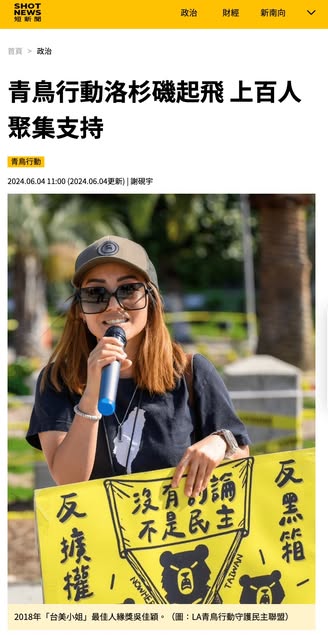 SHOT
NEWS
短新聞
政治 財經 新南向
首頁 > 政治
青鳥行動洛杉磯起飛 上百人
聚集支持
青鳥行動
2024.06.04 11:00 (2024.06.04更新) | 謝硯宇
反擴權
沒有討論
不是民主
反黑箱
TAIWAN
2018年「台美小姐」最佳人緣獎吳佳穎。（圖：LA青鳥行動守護民主聯盟）